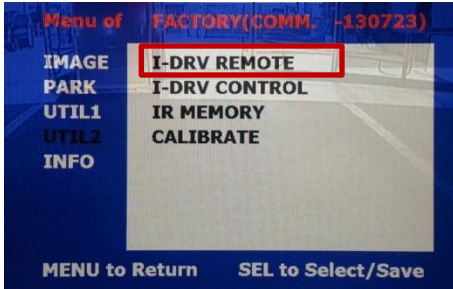 Menu of FACTORY(COMM. -130723)
IMAGE I-DRV REMOTE
PARK I-DRV CONTROL
UTIL1 IR MEMORY
UTIL2 CALIBRATE
INFO
MENU to Return SEL to Select/Save